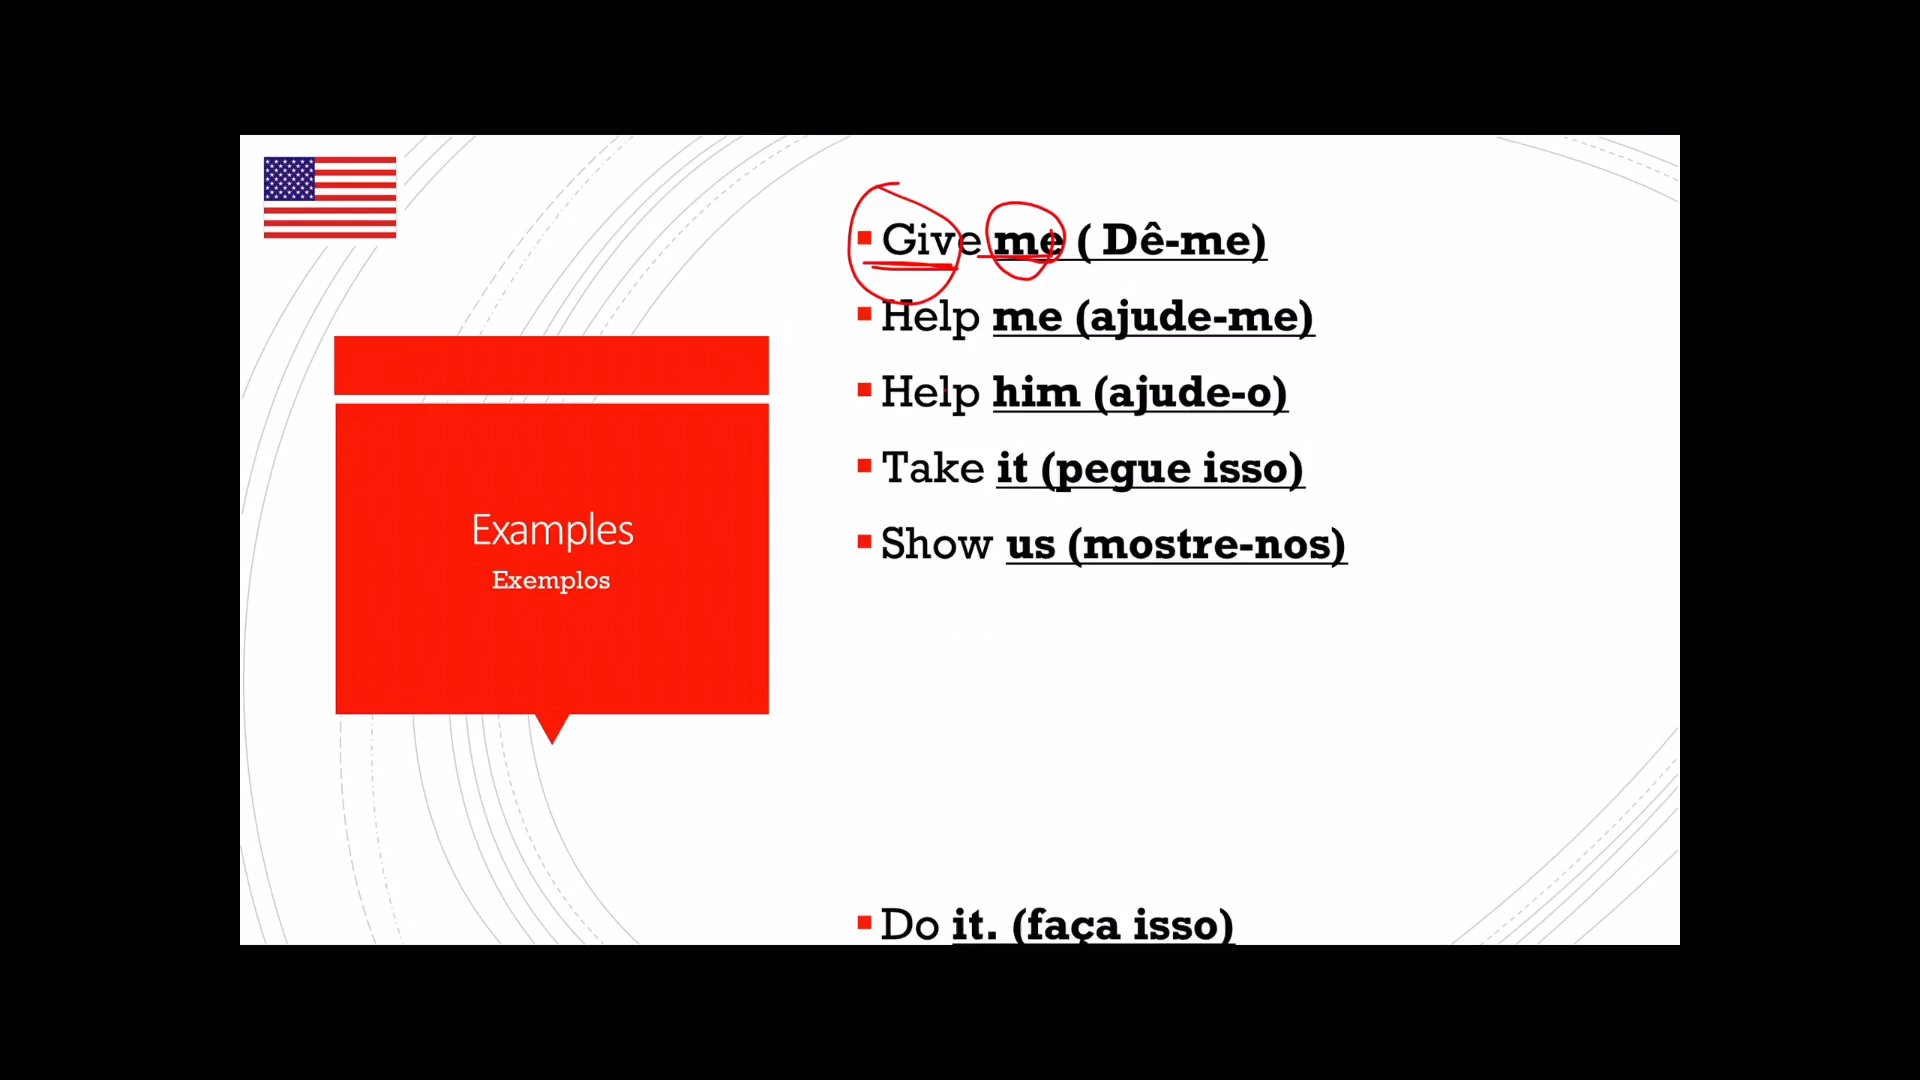 Give me ( Dê-me)
Help me (ajude-me)
Help him (ajude-o)
Take it (pegue isso)
Show us (mostre-nos)
Do it. (faça isso)
Examples
Exemplos